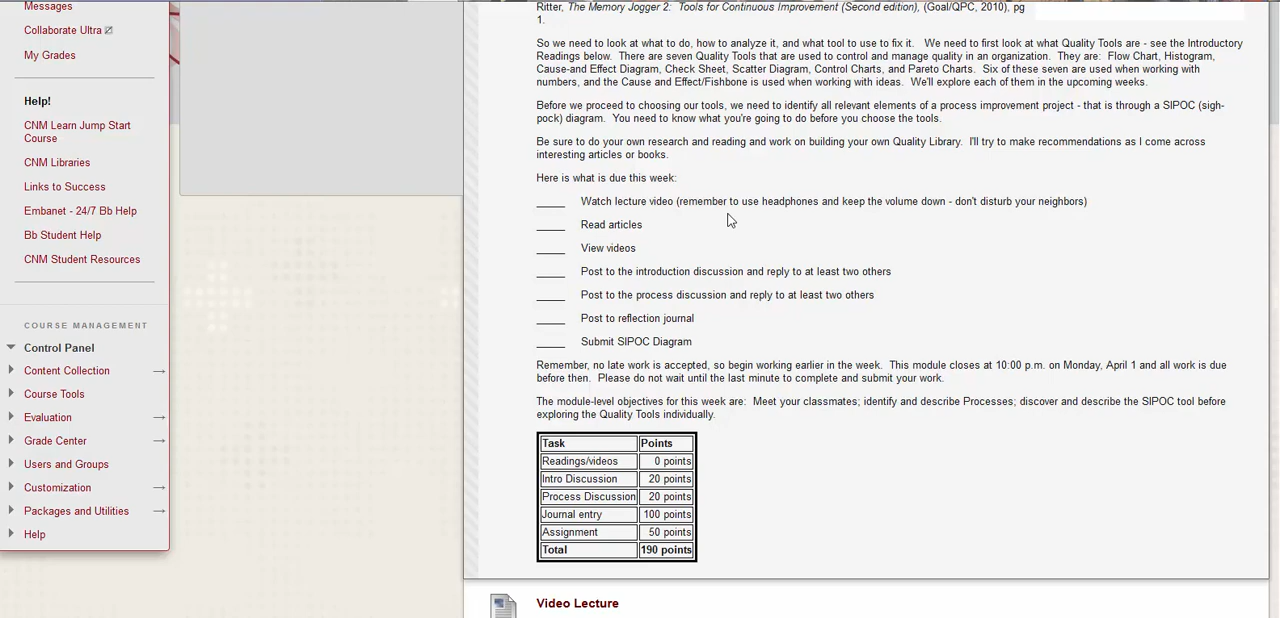 Messages
Collaborate Ultra
My Grades
Help!
CNM Learn Jump Start
Course
CNM Libraries
Links to Success
Embanet - 24/7 Bb Help
Bb Student Help
CNM Student Resources
COURSE MANAGEMENT
Control Panel
Content Collection
Course Tools
Evaluation
Grade Center
Users and Groups
Customization
Packages and Utilities
Help
Ritter, The Memory Jogger 2: Tools for Continuous Improvement (Second edition), (Goal/QPC, 2010), pg
1.
So we need to look at what to do, how to analyze it, and what tool to use to fix it. We need to first look at what Quality Tools are - see the Introductory
Readings below. There are seven Quality Tools that are used to control and manage quality in an organization. They are: Flow Chart, Histogram,
Cause-and Effect Diagram, Check Sheet, Scatter Diagram, Control Charts, and Pareto Charts. Six of these seven are used when working with
numbers, and the Cause and Effect/Fishbone is used when working with ideas. We'll explore each of them in the upcoming weeks.
Before we proceed to choosing our tools, we need to identify all relevant elements of a process improvement project - that is through a SIPOC (sigh-
pock) diagram. You need to know what you're going to do before you choose the tools.
Be sure to do your own research and reading and work on building your own Quality Library. I'll try to make recommendations as I come across
interesting articles or books.
Here is what is due this week:
_____ Watch lecture video (remember to use headphones and keep the volume down - don't disturb your neighbors)
_____ Read articles
_____ View videos
_____ Post to the introduction discussion and reply to at least two others
_____ Post to the process discussion and reply to at least two others
_____ Post to reflection journal
_____ Submit SIPOC Diagram
Remember, no late work is accepted, so begin working earlier in the week. This module closes at 10:00 p.m. on Monday, April 1 and all work is due
before then. Please do not wait until the last minute to complete and submit your work.
The module-level objectives for this week are: Meet your classmates; identify and describe Processes; discover and describe the SIPOC tool before
exploring the Quality Tools individually.
Task Points
Readings/videos 0 points
Intro Discussion 20 points
Process Discussion 20 points
Journal entry 100 points
Assignment 50 points
Total 190 points
Video Lecture